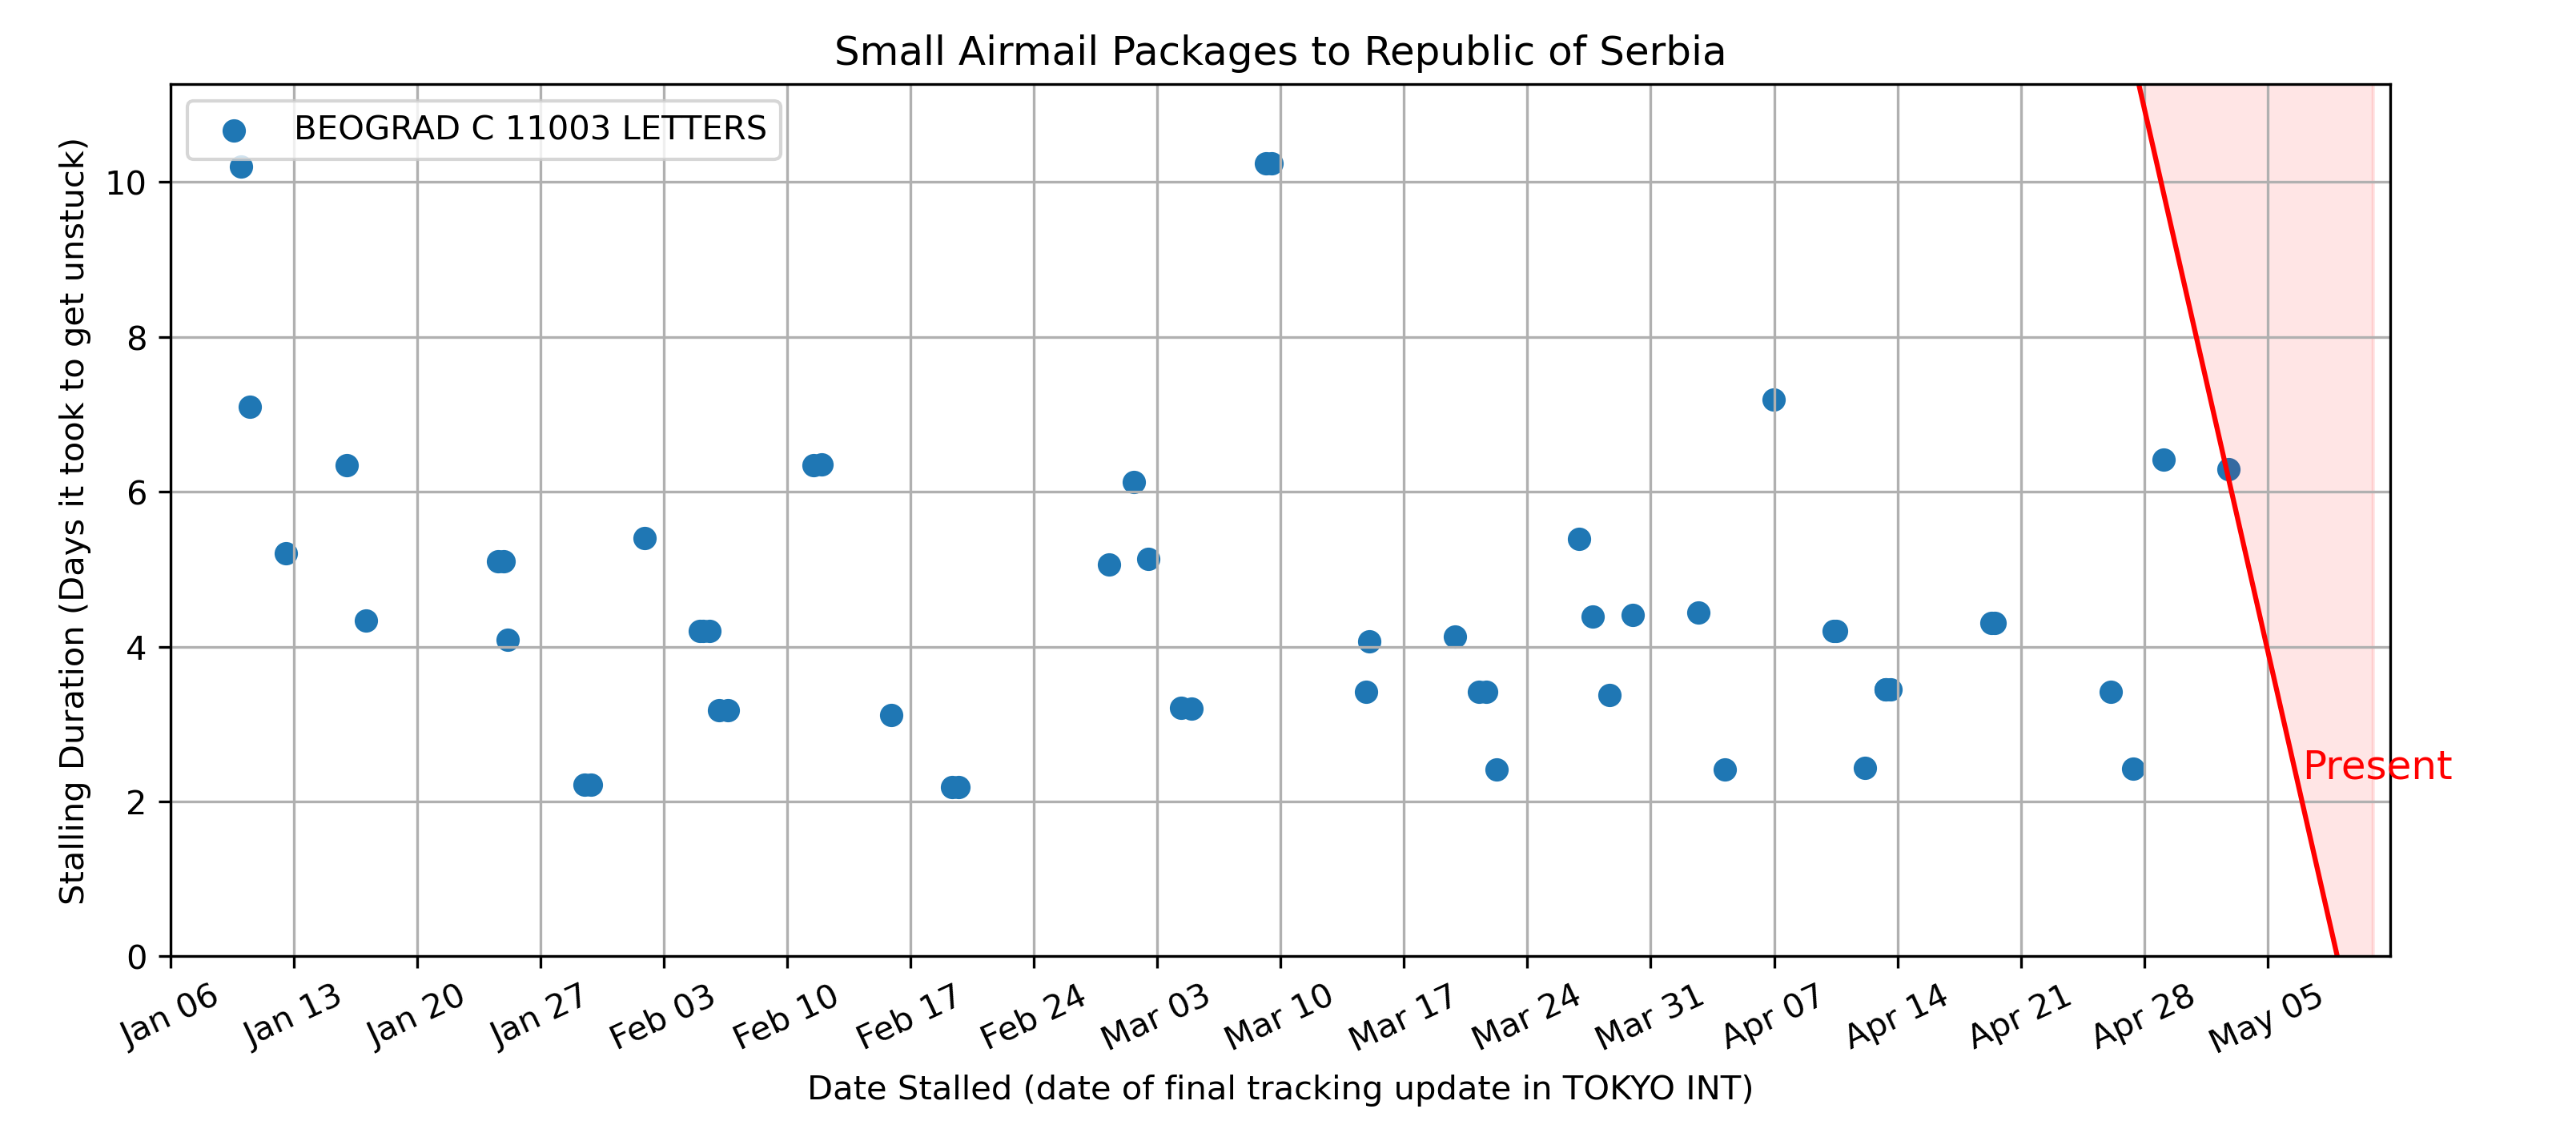 Small Airmail Packages to Republic of Serbia
BEOGRAD C 11003 LETTERS
Stalling Duration (Days it took to get unstuck)
10
8
6
4
2
0
Present
Jan 06
Jan 13
Jan 20
Jan 27
Feb 03
Feb 10
Feb 17
Feb 24
Mar 03
Mar 10
Mar 17
Mar 24
Mar 31
Apr 07
Apr 14
Apr 21
Apr 28
May 05
Date Stalled (date of final tracking update in TOKYO INT)